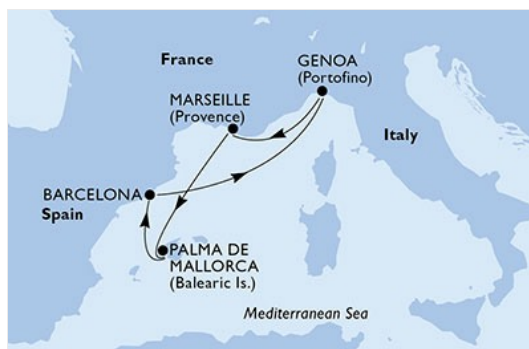 France
GENOA
(Portofino)
MARSEILLE
(Provence)
Italy
BARCELONA
Spain
PALMA DE
MALLORCA
(Balearic Is.)
Mediterranean Sea